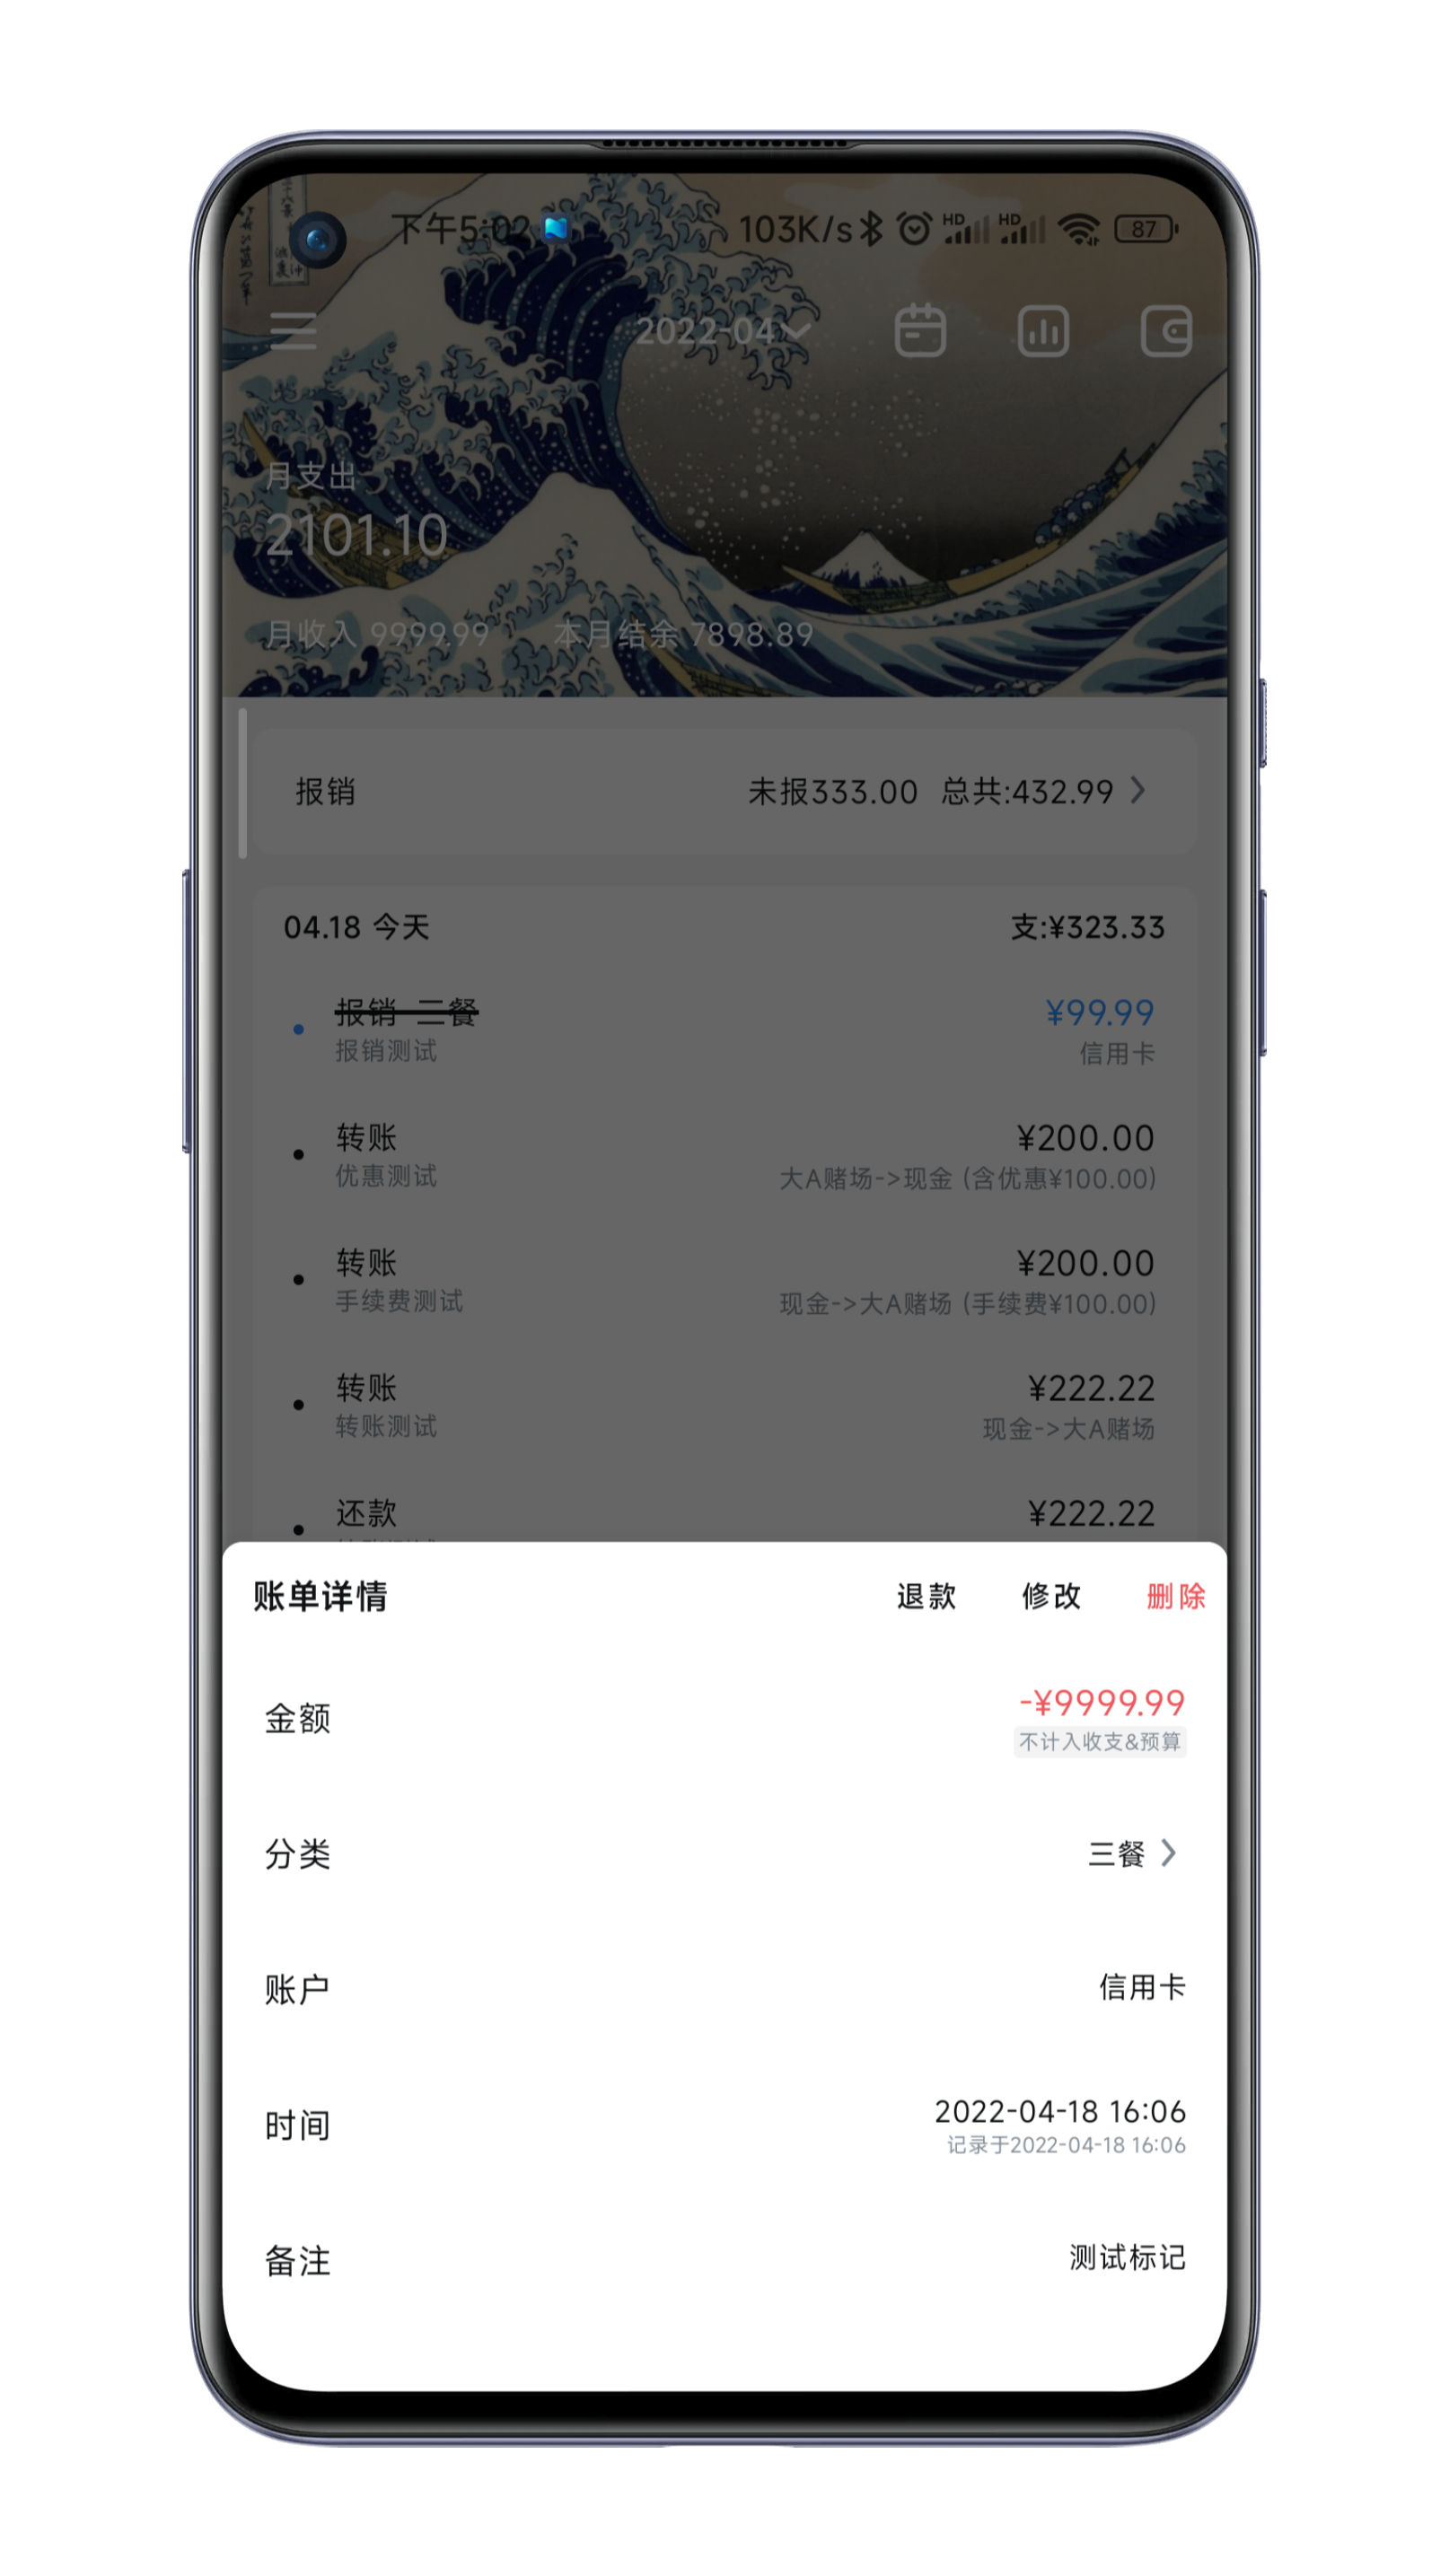 下午5:02
103K/s
HD
HD
87
2022-04
月支出
2101.10
月收入 9999.99 本月结余 7898.89
报销 未报333.00 总共:432.99
04.18 今天 支:¥323.33
报销 三餐 ¥99.99
报销测试 信用卡
转账 ¥200.00
优惠测试 大A赌场->现金 (含优惠¥100.00)
转账 ¥200.00
手续费测试 现金->大A赌场 (手续费¥100.00)
转账 ¥222.22
转账测试 现金->大A赌场
还款 ¥222.22
账单详情 退款 修改 删除
金额 -¥9999.99
不计入收支&预算
分类 三餐
账户 信用卡
时间 2022-04-18 16:06
记录于2022-04-18 16:06
备注 测试标记